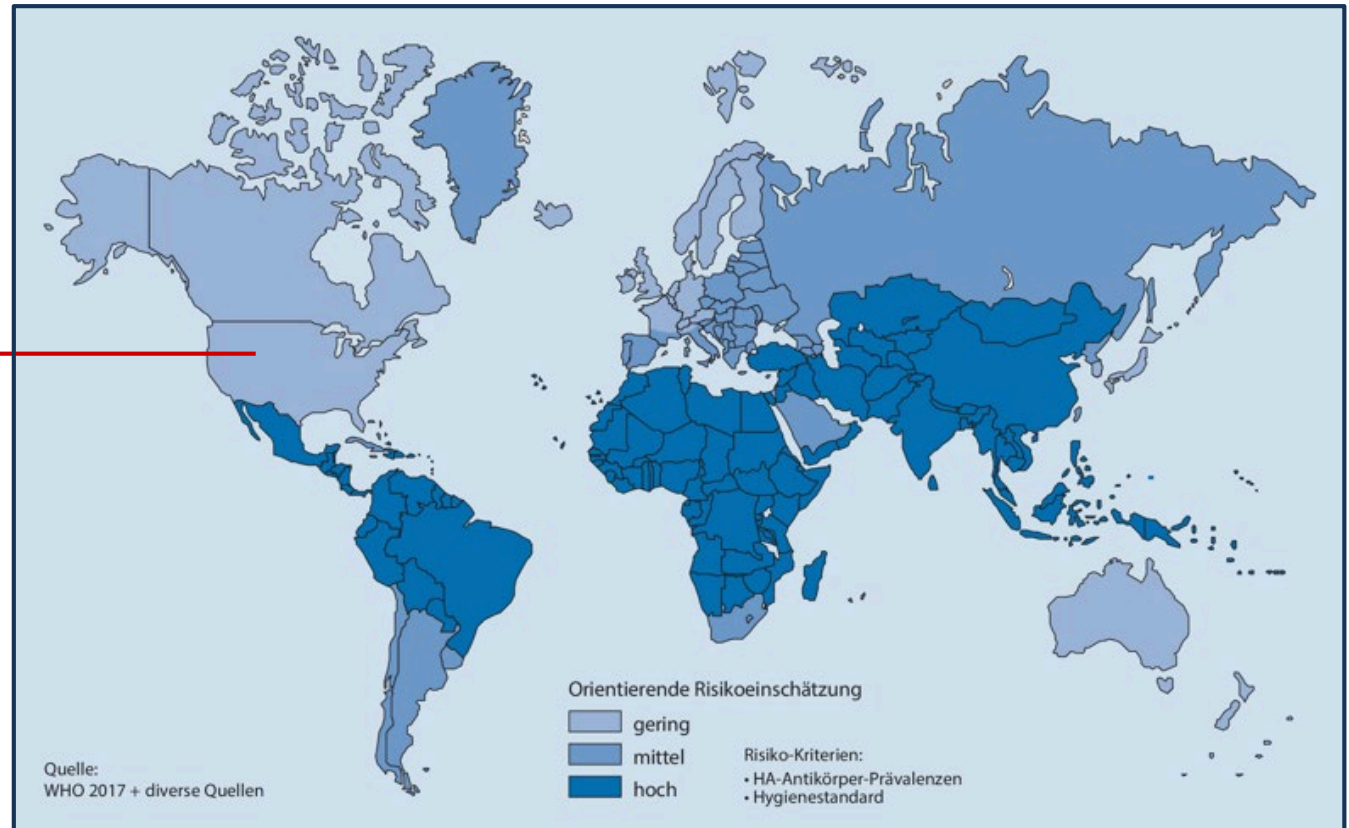 Orientierende Risikoeinschätzung
gering
mittel
hoch
Risiko-Kriterien:
• HA-Antikörper-Prävalenzen
• Hygienestandard
Quelle:
WHO 2017 + diverse Quellen